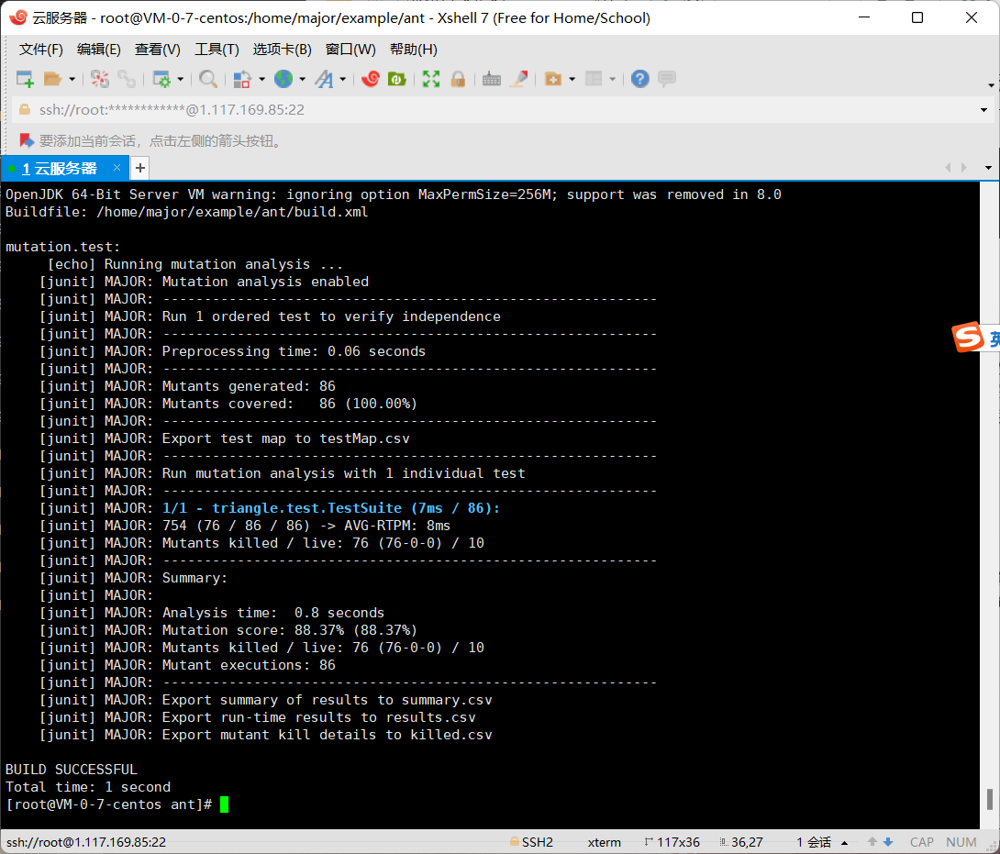 云服务器 - root@VM-0-7-centos:/home/major/example/ant - Xshell 7 (Free for Home/School)
文件(F) 编辑(E) 查看(V) 工具(T) 选项卡(B) 窗口(W) 帮助(H)
ssh://root:************@1.117.169.85:22
要添加当前会话，点击左侧的箭头按钮。
1 云服务器
OpenJDK 64-Bit Server VM warning: ignoring option MaxPermSize=256M; support was removed in 8.0
Buildfile: /home/major/example/ant/build.xml
mutation.test:
[echo] Running mutation analysis ...
[junit] MAJOR: Mutation analysis enabled
[junit] MAJOR: ------------------------------------------------------------
[junit] MAJOR: Run 1 ordered test to verify independence
[junit] MAJOR: ------------------------------------------------------------
[junit] MAJOR: Preprocessing time: 0.06 seconds
[junit] MAJOR: ------------------------------------------------------------
[junit] MAJOR: Mutants generated: 86
[junit] MAJOR: Mutants covered:   86 (100.00%)
[junit] MAJOR: ------------------------------------------------------------
[junit] MAJOR: Export test map to testMap.csv
[junit] MAJOR: ------------------------------------------------------------
[junit] MAJOR: Run mutation analysis with 1 individual test
[junit] MAJOR: ------------------------------------------------------------
[junit] MAJOR: 1/1 - triangle.test.TestSuite (7ms / 86):
[junit] MAJOR: 754 (76 / 86 / 86) -> AVG-RTPM: 8ms
[junit] MAJOR: Mutants killed / live: 76 (76-0-0) / 10
[junit] MAJOR: ------------------------------------------------------------
[junit] MAJOR: Summary:
[junit] MAJOR:
[junit] MAJOR: Analysis time:  0.8 seconds
[junit] MAJOR: Mutation score: 88.37% (88.37%)
[junit] MAJOR: Mutants killed / live: 76 (76-0-0) / 10
[junit] MAJOR: Mutant executions: 86
[junit] MAJOR: ------------------------------------------------------------
[junit] MAJOR: Export summary of results to summary.csv
[junit] MAJOR: Export run-time results to results.csv
[junit] MAJOR: Export mutant kill details to killed.csv
BUILD SUCCESSFUL
Total time: 1 second
[root@VM-0-7-centos ant]#
ssh://root@1.117.169.85:22 SSH2 xterm 117x36 36,27 1 会话 CAP NUM